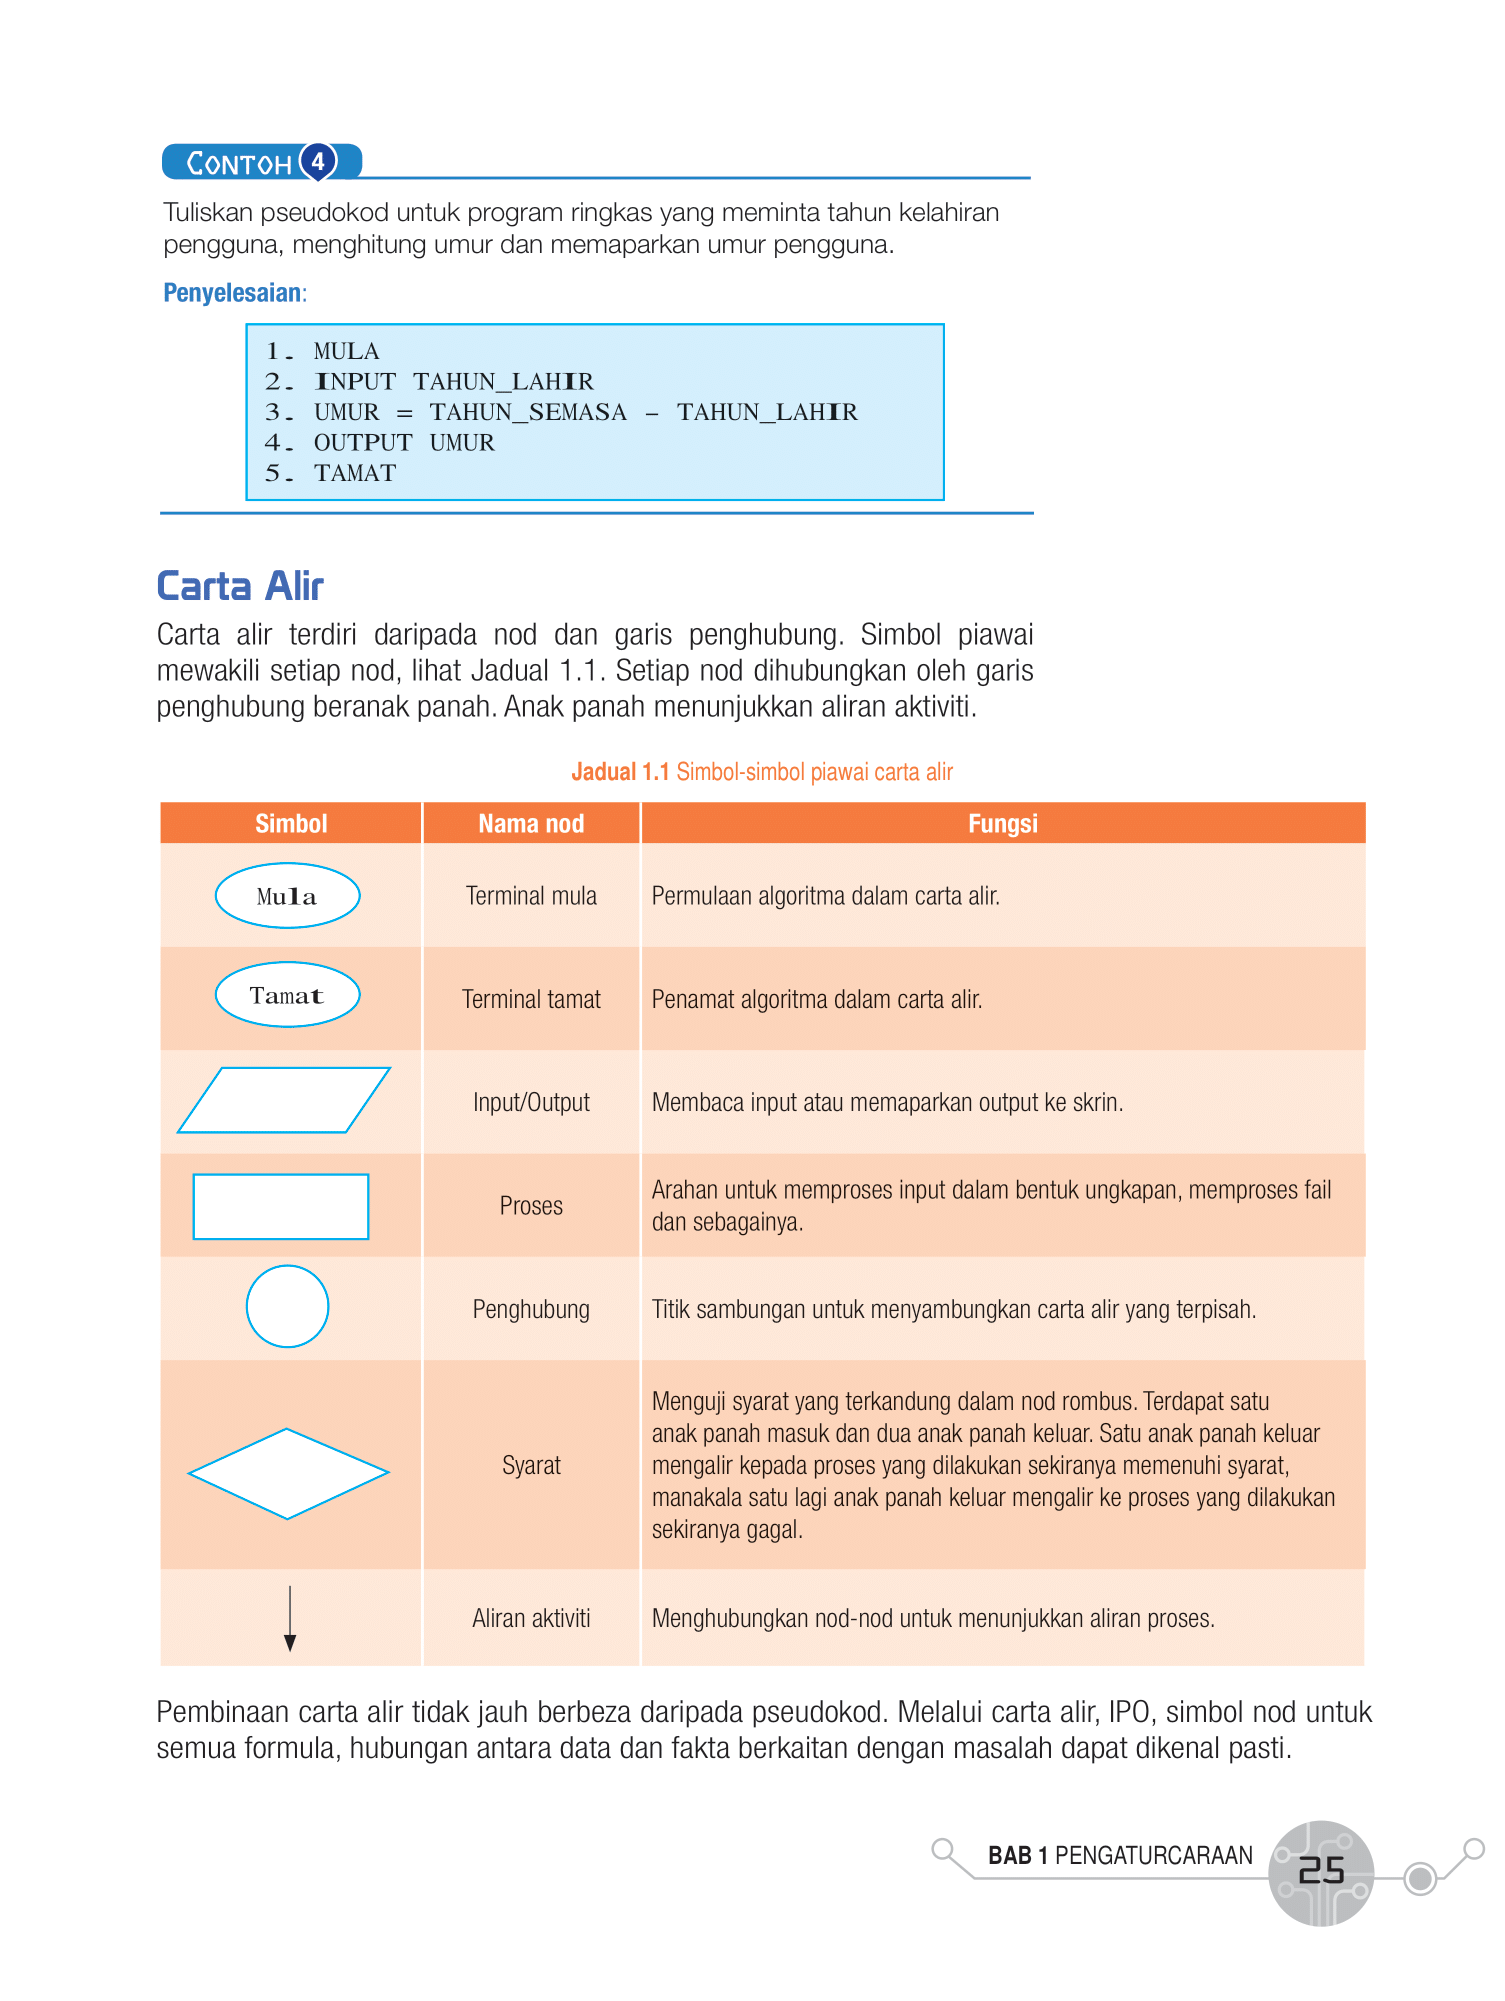 CONTOH 4
Tuliskan pseudokod untuk program ringkas yang meminta tahun kelahiran
pengguna, menghitung umur dan memaparkan umur pengguna.
Penyelesaian:
1. MULA
2. INPUT TAHUN_LAHIR
3. UMUR = TAHUN_SEMASA – TAHUN_LAHIR
4. OUTPUT UMUR
5. TAMAT
Carta Alir
Carta alir terdiri daripada nod dan garis penghubung. Simbol piawai
mewakili setiap nod, lihat Jadual 1.1. Setiap nod dihubungkan oleh garis
penghubung beranak panah. Anak panah menunjukkan aliran aktiviti.
Jadual 1.1 Simbol-simbol piawai carta alir
Simbol Nama nod Fungsi
Mula Terminal mula Permulaan algoritma dalam carta alir.
Tamat Terminal tamat Penamat algoritma dalam carta alir.
Input/Output Membaca input atau memaparkan output ke skrin.
Proses Arahan untuk memproses input dalam bentuk ungkapan, memproses fail
dan sebagainya.
Penghubung Titik sambungan untuk menyambungkan carta alir yang terpisah.
Syarat Menguji syarat yang terkandung dalam nod rombus. Terdapat satu
anak panah masuk dan dua anak panah keluar. Satu anak panah keluar
mengalir kepada proses yang dilakukan sekiranya memenuhi syarat,
manakala satu lagi anak panah keluar mengalir ke proses yang dilakukan
sekiranya gagal.
Aliran aktiviti Menghubungkan nod-nod untuk menunjukkan aliran proses.
Pembinaan carta alir tidak jauh berbeza daripada pseudokod. Melalui carta alir, IPO, simbol nod untuk
semua formula, hubungan antara data dan fakta berkaitan dengan masalah dapat dikenal pasti.
BAB 1 PENGATURCARAAN 25